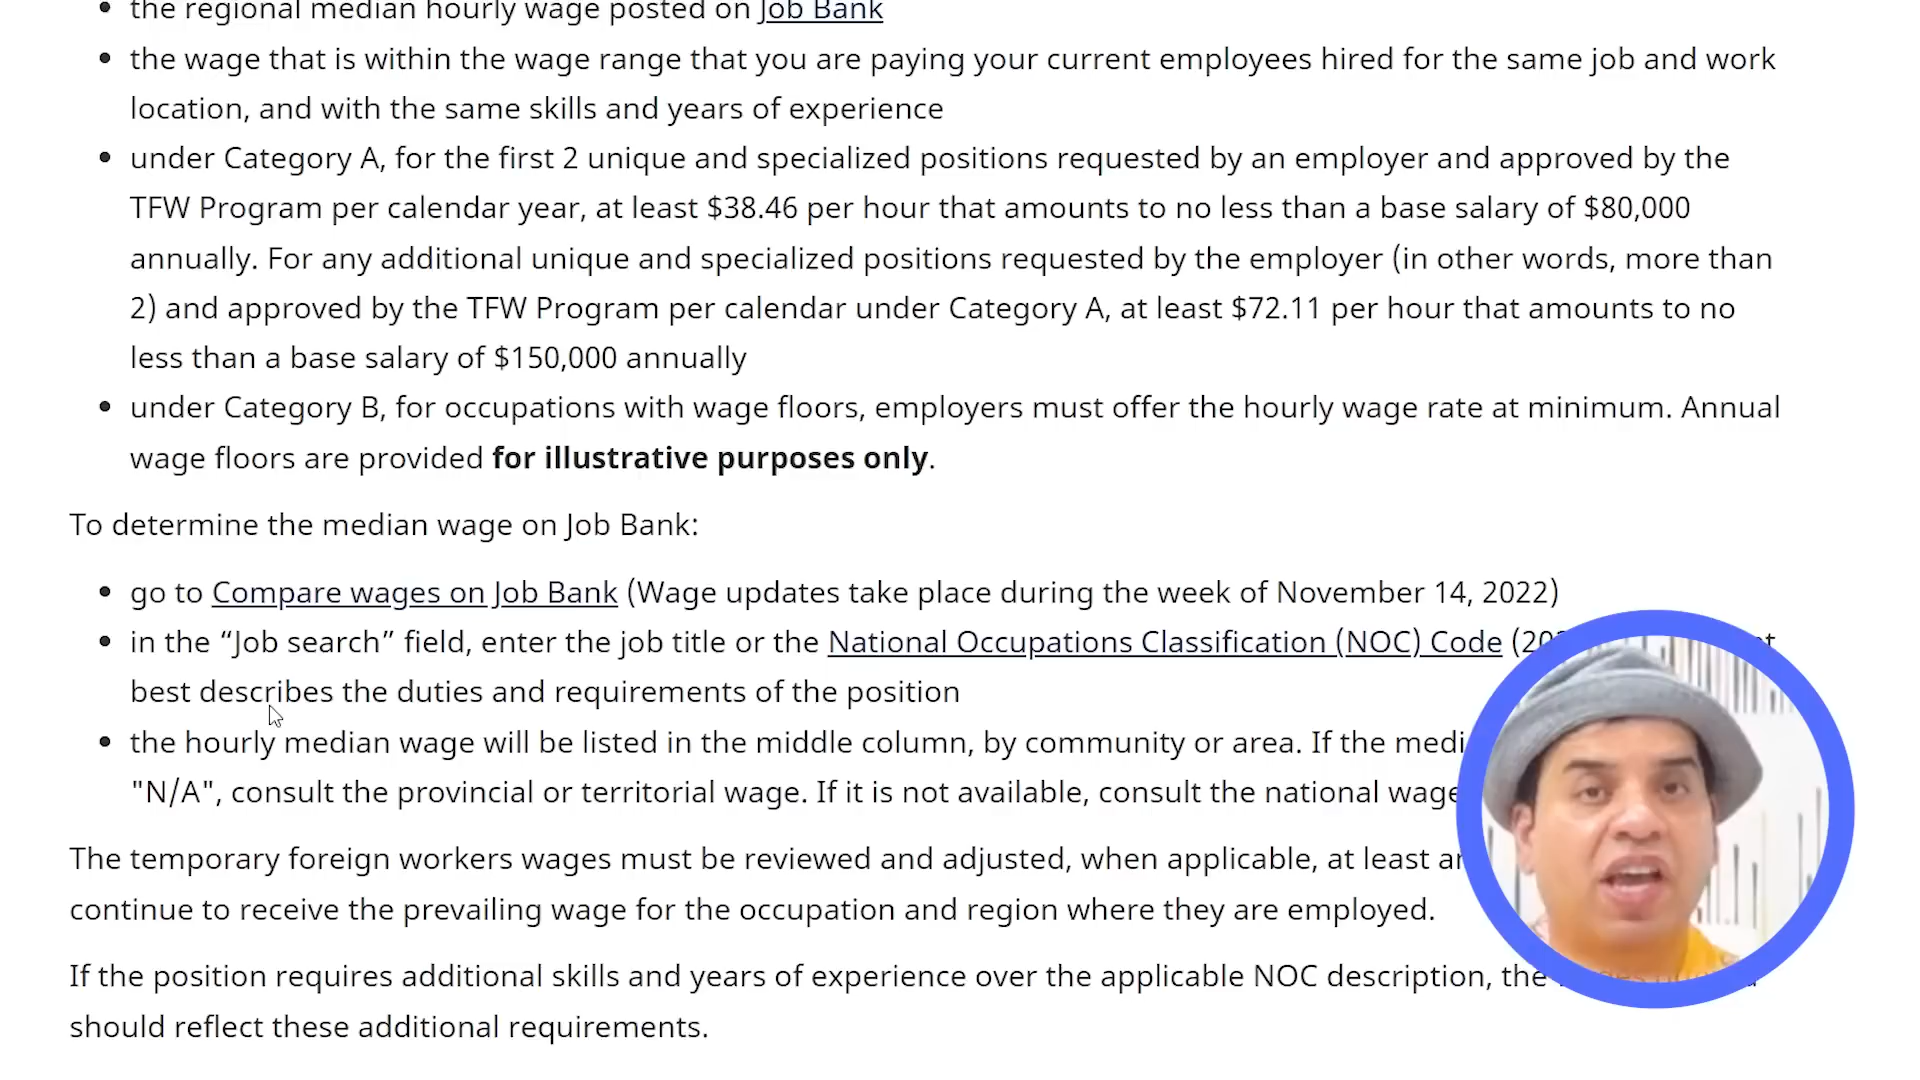 the regional median hourly wage posted on Job Bank
the wage that is within the wage range that you are paying your current employees hired for the same job and work
location, and with the same skills and years of experience
under Category A, for the first 2 unique and specialized positions requested by an employer and approved by the
TFW Program per calendar year, at least $38.46 per hour that amounts to no less than a base salary of $80,000
annually. For any additional unique and specialized positions requested by the employer (in other words, more than
2) and approved by the TFW Program per calendar under Category A, at least $72.11 per hour that amounts to no
less than a base salary of $150,000 annually
under Category B, for occupations with wage floors, employers must offer the hourly wage rate at minimum. Annual
wage floors are provided for illustrative purposes only.
To determine the median wage on Job Bank:
go to Compare wages on Job Bank (Wage updates take place during the week of November 14, 2022)
in the “Job search” field, enter the job title or the National Occupations Classification (NOC) Code
best describes the duties and requirements of the position
the hourly median wage will be listed in the middle column, by community or area. If the
"N/A", consult the provincial or territorial wage. If it is not available, consult the national wage
The temporary foreign workers wages must be reviewed and adjusted, when applicable, at least
continue to receive the prevailing wage for the occupation and region where they are employed.
If the position requires additional skills and years of experience over the applicable NOC description, the
should reflect these additional requirements.